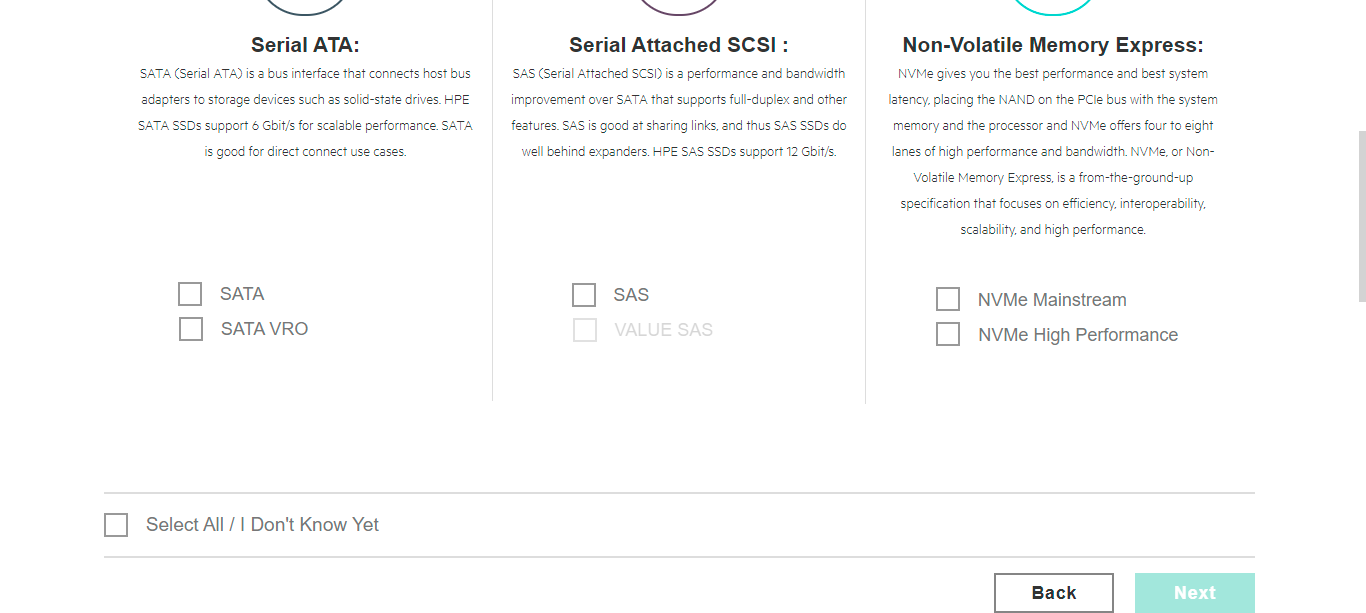 Serial ATA:
SATA (Serial ATA) is a bus interface that connects host bus
adapters to storage devices such as solid-state drives. HPE
SATA SSDs support 6 Gbit/s for scalable performance. SATA
is good for direct connect use cases.
SATA
SATA VRO
Serial Attached SCSI :
SAS (Serial Attached SCSI) is a performance and bandwidth
improvement over SATA that supports full-duplex and other
features. SAS is good at sharing links, and thus SAS SSDs do
well behind expanders. HPE SAS SSDs support 12 Gbit/s.
SAS
VALUE SAS
Non-Volatile Memory Express:
NVMe gives you the best performance and best system
latency, placing the NAND on the PCIe bus with the system
memory and the processor and NVMe offers four to eight
lanes of high performance and bandwidth. NVMe, or Non-
Volatile Memory Express, is a from-the-ground-up
specification that focuses on efficiency, interoperability,
scalability, and high performance.
NVMe Mainstream
NVMe High Performance
Select All / I Don't Know Yet
Back
Next